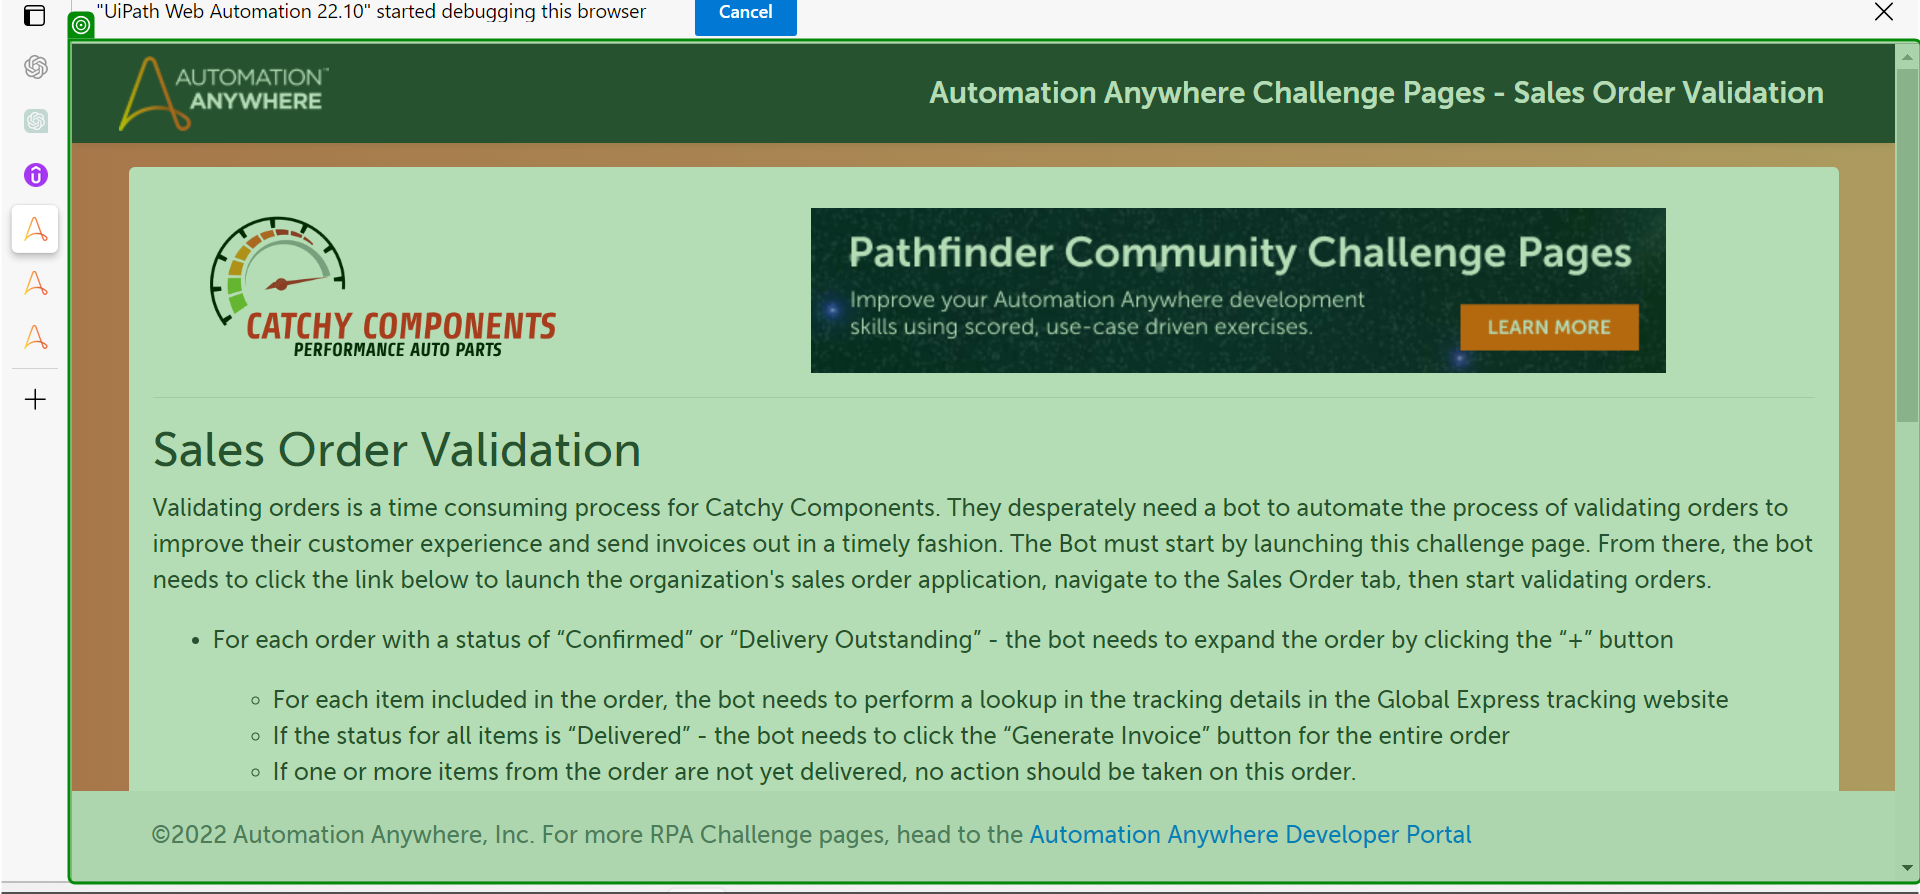 "UiPath Web Automation 22.10" started debugging this browser
Cancel
AUTOMATION™
ANYWHERE
Automation Anywhere Challenge Pages - Sales Order Validation
CATCHY COMPONENTS
PERFORMANCE AUTO PARTS
Pathfinder Community Challenge Pages
Improve your Automation Anywhere development
skills using scored, use-case driven exercises.
LEARN MORE
Sales Order Validation
Validating orders is a time consuming process for Catchy Components. They desperately need a bot to automate the process of validating orders to
improve their customer experience and send invoices out in a timely fashion. The Bot must start by launching this challenge page. From there, the bot
needs to click the link below to launch the organization's sales order application, navigate to the Sales Order tab, then start validating orders.
• For each order with a status of “Confirmed” or “Delivery Outstanding” - the bot needs to expand the order by clicking the “+” button
◦ For each item included in the order, the bot needs to perform a lookup in the tracking details in the Global Express tracking website
◦ If the status for all items is “Delivered” - the bot needs to click the “Generate Invoice” button for the entire order
◦ If one or more items from the order are not yet delivered, no action should be taken on this order.
©2022 Automation Anywhere, Inc. For more RPA Challenge pages, head to the Automation Anywhere Developer Portal